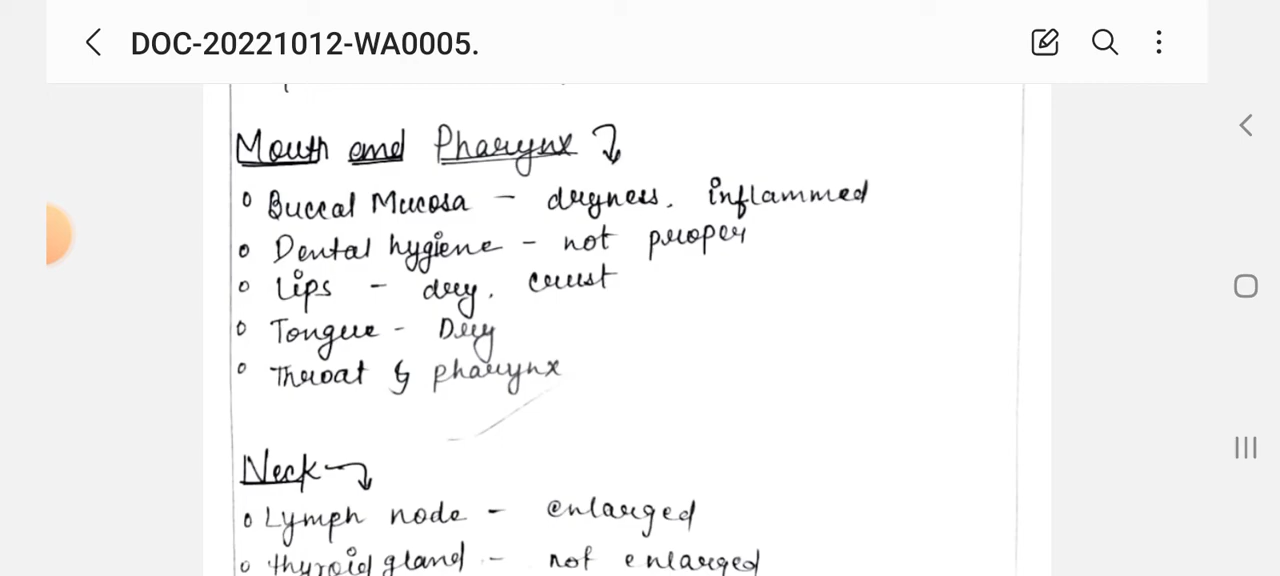 DOC-20221012-WA0005.
Mouth and Pharynx
Buccal Mucosa - dryness, inflammed
Dental hygiene - not proper
Lips - dry, crust
Tongue - Dry
Throat & pharynx
Neck
Lymph node - enlarged
Thyroid gland - not enlarged